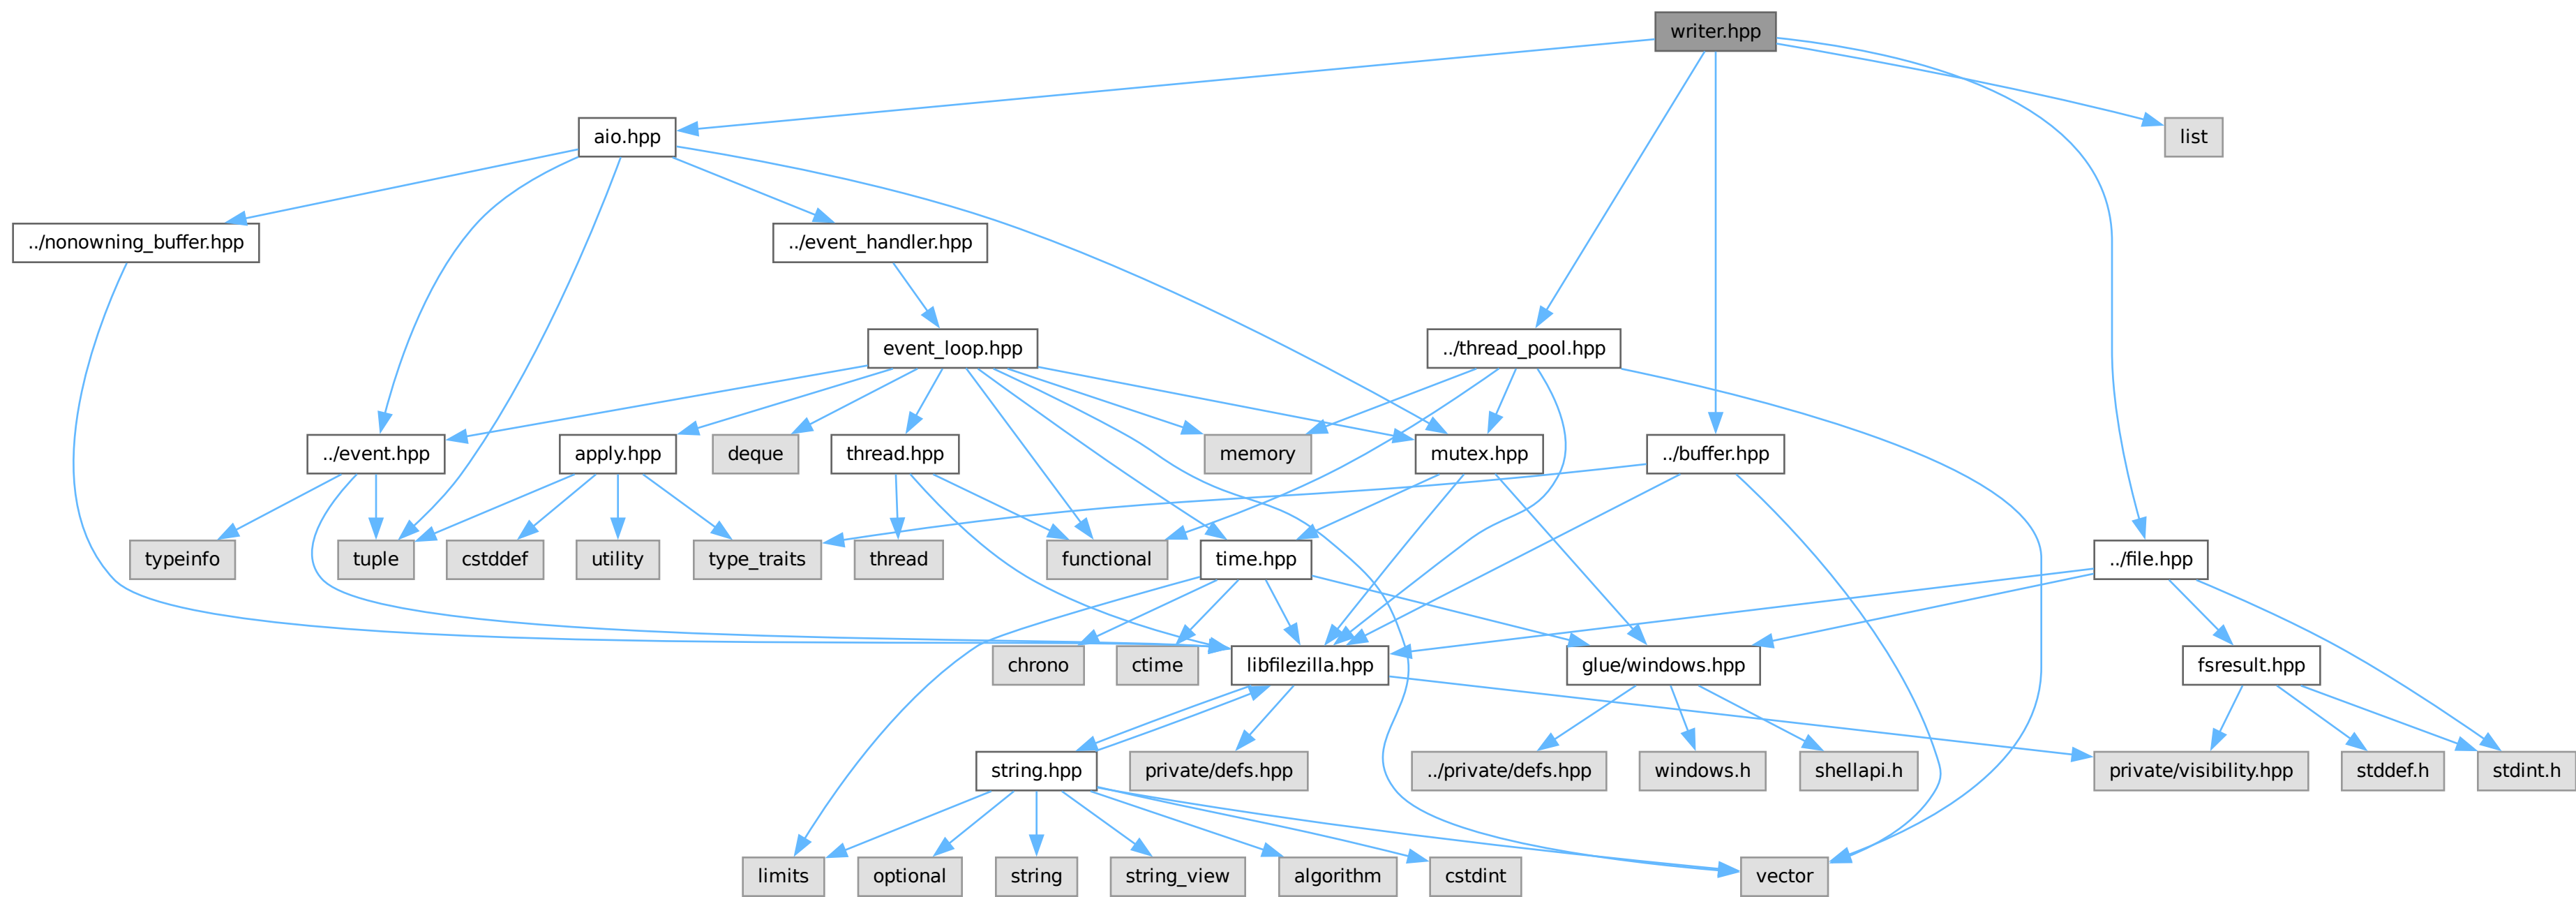 writer.hpp
aio.hpp
list
../nonowning_buffer.hpp
../event_handler.hpp
event_loop.hpp
../thread_pool.hpp
../event.hpp
apply.hpp
deque
thread.hpp
memory
mutex.hpp
../buffer.hpp
typeinfo
tuple
cstddef
utility
type_traits
thread
functional
time.hpp
../file.hpp
chrono
ctime
libfilezilla.hpp
glue/windows.hpp
fsresult.hpp
string.hpp
private/defs.hpp
../private/defs.hpp
windows.h
shellapi.h
private/visibility.hpp
stddef.h
stdint.h
limits
optional
string
string_view
algorithm
cstdint
vector